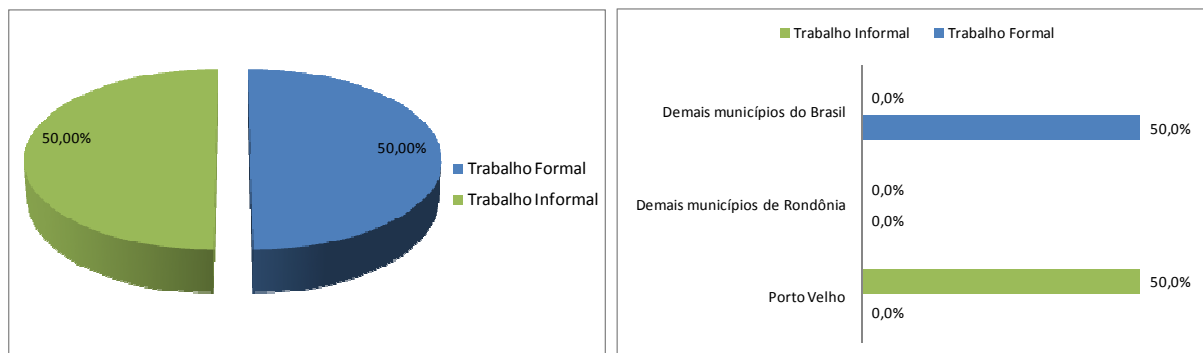 50,00%
50,00%
Trabalho Formal
Trabalho Informal
Trabalho Informal
Trabalho Formal
Demais municípios do Brasil
0,0%
50,0%
Demais municípios de Rondônia
0,0%
0,0%
Porto Velho
50,0%
0,0%